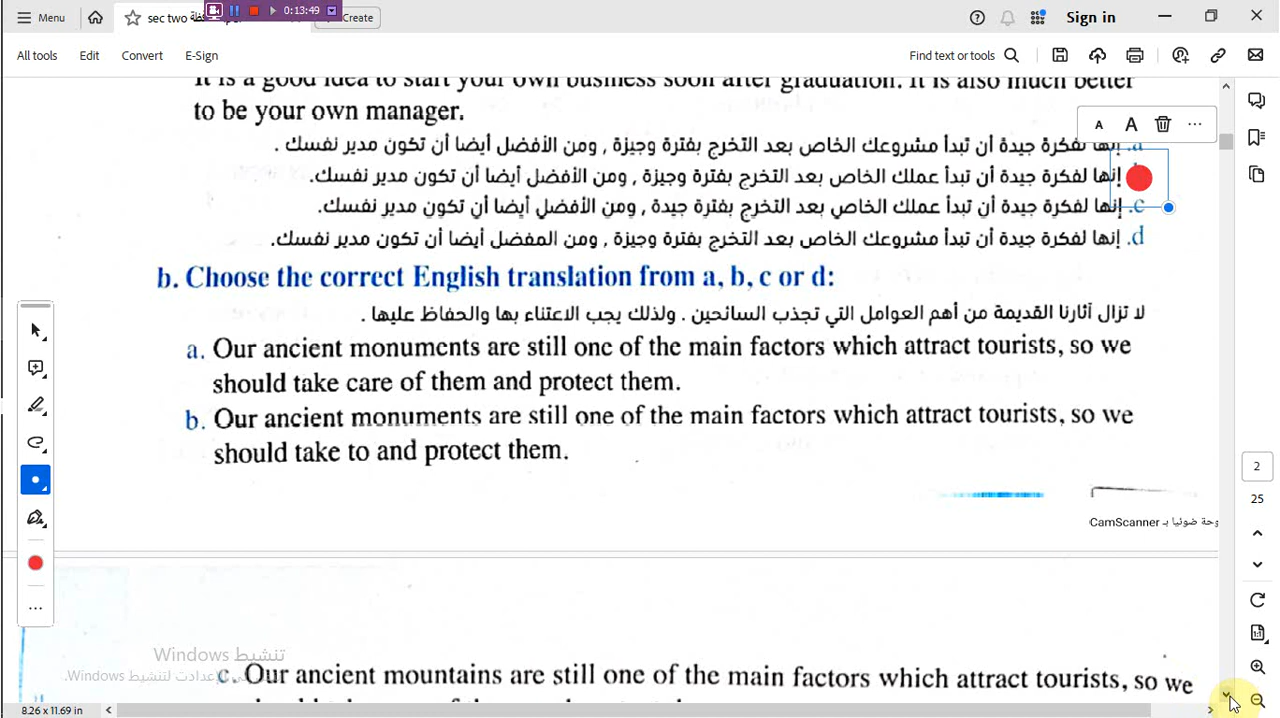 Menu
sec two
0:13:49
Create
Sign in
All tools
Edit
Convert
E-Sign
Find text or tools
It is a good idea to start your own business soon after graduation. It is also much better
to be your own manager.
a. إنها لفكرة جيدة أن تبدأ مشروعك الخاص بعد التخرج بفترة وجيزة , ومن الأفضل أيضا أن تكون مدير نفسك .
إنها لفكرة جيدة أن تبدأ عملك الخاص بعد التخرج بفترة وجيزة , ومن الأفضل أيضا أن تكون مدير نفسك.
c. إنها لفكرة جيدة أن تبدأ عملك الخاص بعد التخرج بفترة جيدة , ومن الأفضل أيضا أن تكون مدير نفسك.
d. إنها لفكرة جيدة أن تبدأ مشروعك الخاص بعد التخرج بفترة وجيزة , ومن المفضل أيضا أن تكون مدير نفسك.
b. Choose the correct English translation from a, b, c or d:
لا تزال آثارنا القديمة من أهم العوامل التي تجذب السائحين . ولذلك يجب الاعتناء بها والحفاظ عليها .
a. Our ancient monuments are still one of the main factors which attract tourists, so we
should take care of them and protect them.
b. Our ancient monuments are still one of the main factors which attract tourists, so we
should take to and protect them.
2
25
وحة ضوئيا بـ CamScanner
تنشيط Windows
الإعدادات لتنشيط Windows.
c. Our ancient mountains are still one of the main factors which attract tourists, so we
8.26 x 11.69 in